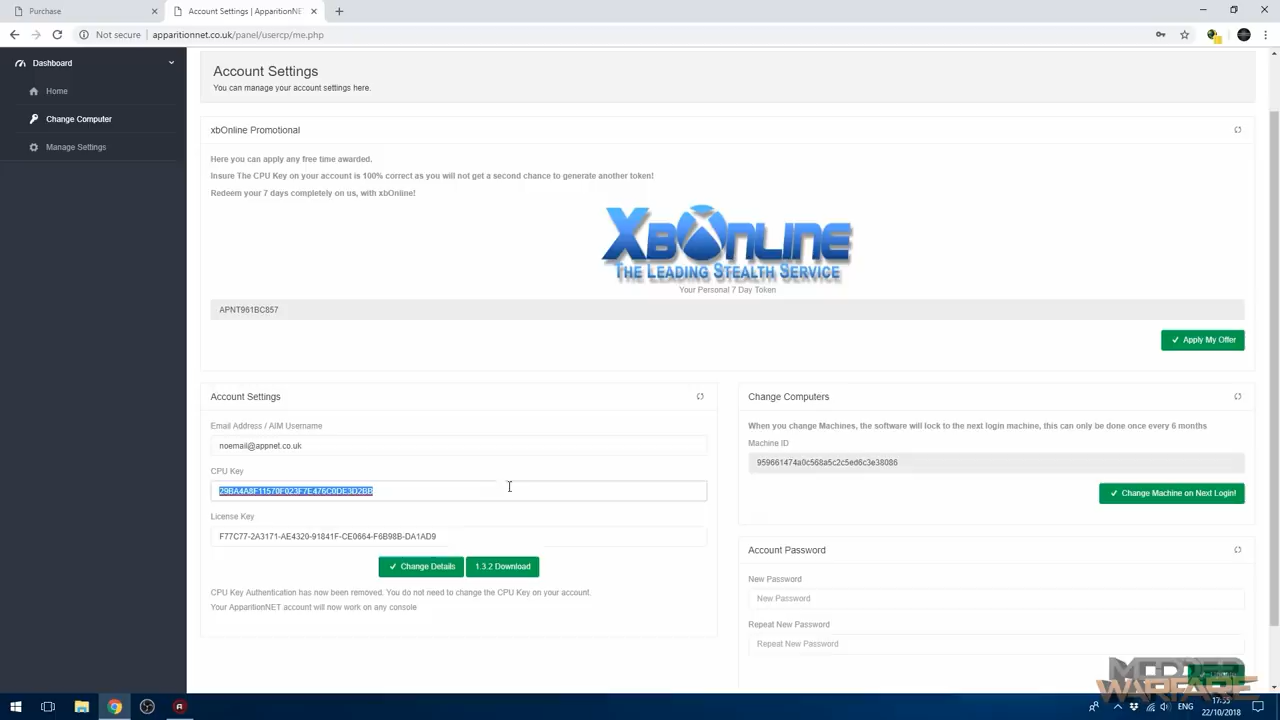 Purchase
Account Settings | ApparitionNE
Not secure | apparitionnet.co.uk/panel/usercp/me.php
Dashboard
Home
Change Computer
Manage Settings
Account Settings
You can manage your account settings here.
xbOnline Promotional
Here you can apply any free time awarded.
Insure The CPU Key on your account is 100% correct as you will not get a second chance to generate another token!
Redeem your 7 days completely on us, with xbOnline!
XBONLINE
THE LEADING STEALTH SERVICE
Your Personal 7 Day Token
APNT961BC857
Apply My Offer
Account Settings
Email Address / AIM Username
noemail@appnet.co.uk
CPU Key
29BA4A8F11570F023F7E476C0DE3D2BB
License Key
F77C77-2A3171-AE4320-91841F-CE0664-F6B98B-DA1AD9
Change Details
1.3.2 Download
CPU Key Authentication has now been removed. You do not need to change the CPU Key on your account.
Your ApparitionNET account will now work on any console
Change Computers
When you change Machines, the software will lock to the next login machine, this can only be done once every 6 months
Machine ID
959661474a0c568a5c2c5ed6c3e38086
Change Machine on Next Login!
Account Password
New Password
New Password
Repeat New Password
Repeat New Password
MODDED
WARFARE
ENG
17:55
22/10/2018